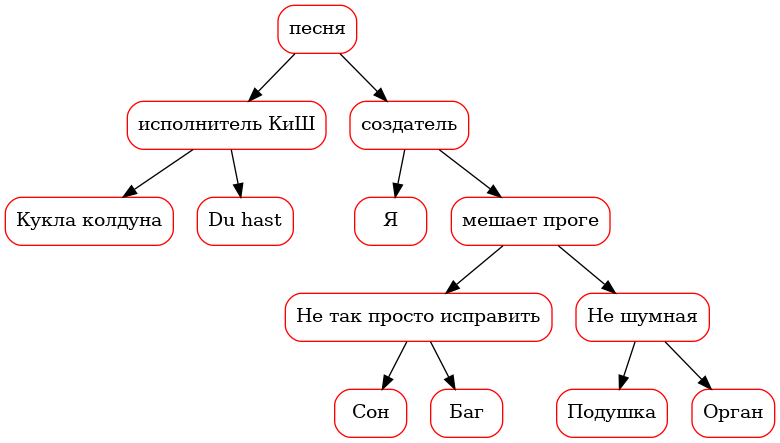 песня
исполнитель КиШ
создатель
Кукла колдуна
Du hast
Я
мешает проге
Не так просто исправить
Не шумная
Сон
Баг
Подушка
Орган